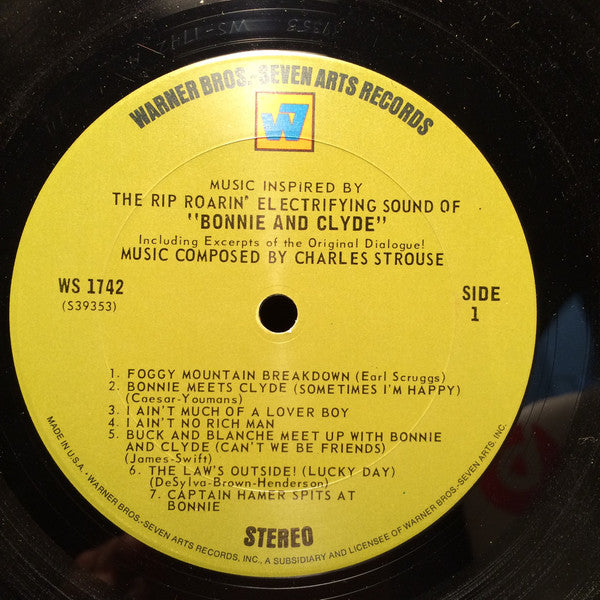 WARNER BROS.-SEVEN ARTS RECORDS
W7
MUSIC INSPIRED BY
THE RIP ROARIN' ELECTRIFYING SOUND OF
"BONNIE AND CLYDE"
Including Excerpts of the Original Dialogue!
MUSIC COMPOSED BY CHARLES STROUSE
WS 1742
(S39353)
SIDE
1
1. FOGGY MOUNTAIN BREAKDOWN (Earl Scruggs)
2. BONNIE MEETS CLYDE (SOMETIMES I'M HAPPY)
(Caesar-Youmans)
3. I AIN'T MUCH OF A LOVER BOY
4. I AIN'T NO RICH MAN
5. BUCK AND BLANCHE MEET UP WITH BONNIE
AND CLYDE (CAN'T WE BE FRIENDS)
(James-Swift)
6. THE LAW'S OUTSIDE! (LUCKY DAY)
(DeSylva-Brown-Henderson)
7. CAPTAIN HAMER SPITS AT
BONNIE
STEREO
MADE IN U.S.A. • WARNER BROS.-SEVEN ARTS RECORDS, INC., A SUBSIDIARY AND LICENSEE OF WARNER BROS.-SEVEN ARTS, INC.